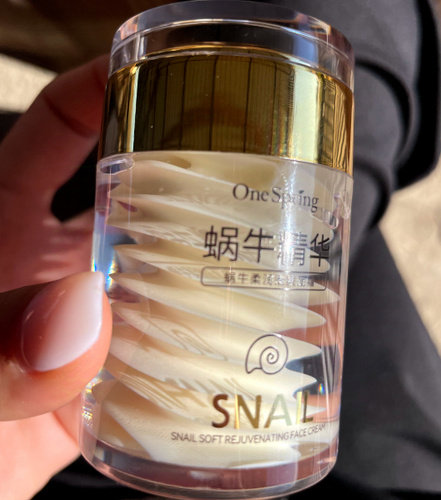 One Spring
蜗牛精华
SNAIL
SNAIL SOFT REJUVENATING FACE CREAM